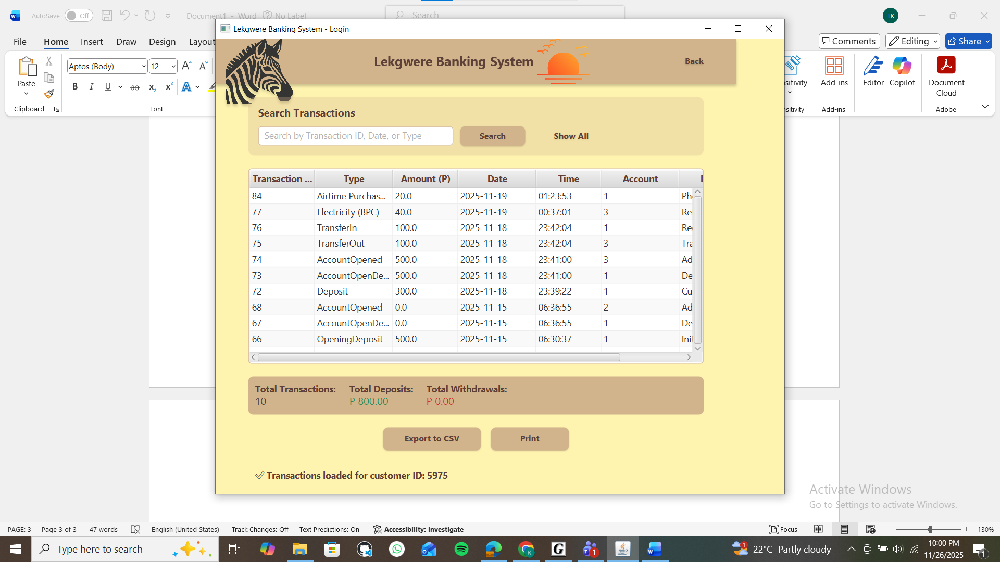 AutoSave Off Document1 - Word No Label Search TK
File Home Insert Draw Design Layout Comments Editing Share
Paste Aptos (Body) 12 Add-ins Editor Copilot Document Cloud
B I U ab x₂ x² A
Clipboard Font Add-ins Adobe
Lekgwere Banking System - Login
Lekgwere Banking System Back
Search Transactions
Search by Transaction ID, Date, or Type Search Show All
Transaction ... Type Amount (P) Date Time Account
84 Airtime Purchas... 20.0 2025-11-19 01:23:53 1 Ph
77 Electricity (BPC) 40.0 2025-11-19 00:37:01 3 Re
76 TransferIn 100.0 2025-11-18 23:42:04 1 Re
75 TransferOut 100.0 2025-11-18 23:42:04 3 Tra
74 AccountOpened 500.0 2025-11-18 23:41:00 3 Ad
73 AccountOpenDe... 500.0 2025-11-18 23:41:00 1 De
72 Deposit 300.0 2025-11-18 23:39:22 1 Cu
68 AccountOpened 0.0 2025-11-15 06:36:55 2 Ad
67 AccountOpenDe... 0.0 2025-11-15 06:36:55 1 De
66 OpeningDeposit 500.0 2025-11-15 06:30:37 1 Ini
Total Transactions: Total Deposits: Total Withdrawals:
10 P 800.00 P 0.00
Export to CSV Print
Transactions loaded for customer ID: 5975
Activate Windows
Go to Settings to activate Windows.
PAGE: 3 Page 3 of 3 47 words English (United States) Track Changes: Off Text Predictions: On Accessibility: Investigate Focus 130%
Type here to search 22°C Partly cloudy 10:00 PM
11/26/2025